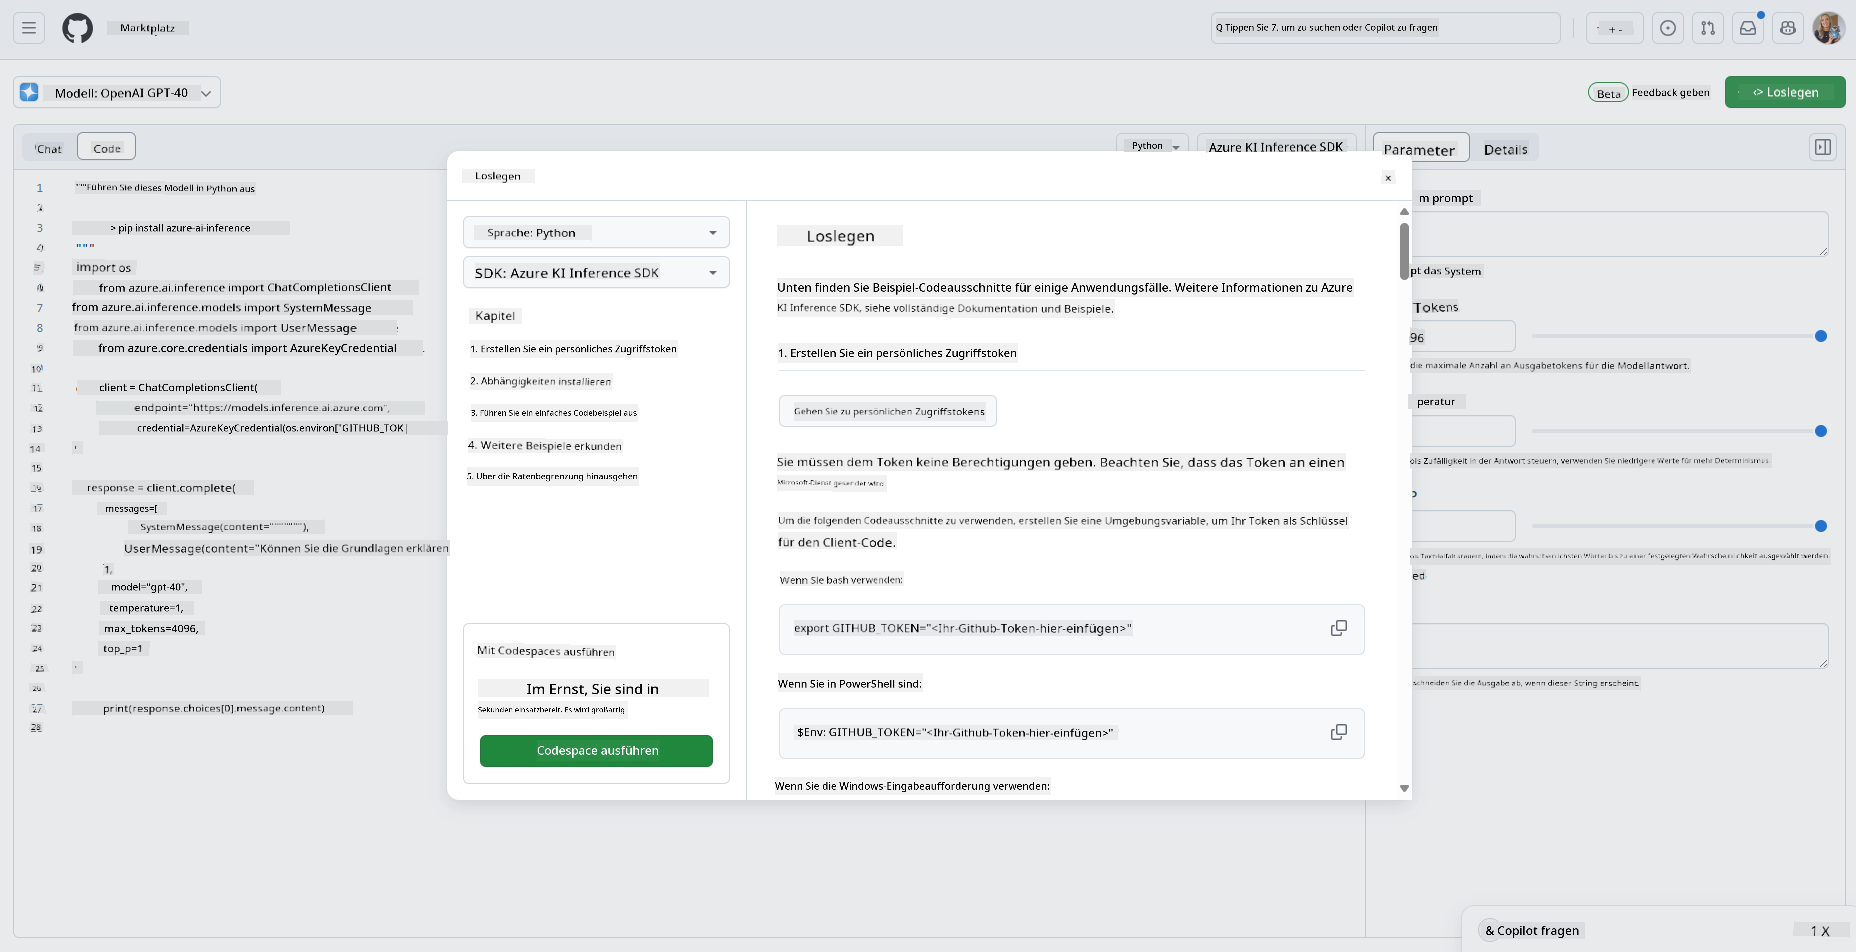 Marktplatz
Q Tippen Sie 7, um zu suchen oder Copilot zu fragen
Modell: OpenAI GPT-40
Beta
Feedback geben
<> Loslegen
Chat
Code
Python
Azure KI Inference SDK
Parameter
Details
1 """Führen Sie dieses Modell in Python aus
2
3 > pip install azure-ai-inference
4 """
5 import os
6 from azure.ai.inference import ChatCompletionsClient
7 from azure.ai.inference.models import SystemMessage
8 from azure.ai.inference.models import UserMessage
9 from azure.core.credentials import AzureKeyCredential
10
11 client = ChatCompletionsClient(
12 endpoint="https://models.inference.ai.azure.com",
13 credential=AzureKeyCredential(os.environ["GITHUB_TOK
14
15
16 response = client.complete(
17 messages=[
18 SystemMessage(content=""""""),
19 UserMessage(content="Können Sie die Grundlagen erklären
20 ],
21 model="gpt-40",
22 temperature=1,
23 max_tokens=4096,
24 top_p=1
25
26
27 print(response.choices[0].message.content)
28
Loslegen
x
Sprache: Python
SDK: Azure KI Inference SDK
Kapitel
1. Erstellen Sie ein persönliches Zugriffstoken
2. Abhängigkeiten installieren
3. Führen Sie ein einfaches Codebeispiel aus
4. Weitere Beispiele erkunden
5. Über die Ratenbegrenzung hinausgehen
Mit Codespaces ausführen
Im Ernst, Sie sind in
Sekunden einsatzbereit. Es wird großartig
Codespace ausführen
Loslegen
Unten finden Sie Beispiel-Codeausschnitte für einige Anwendungsfälle. Weitere Informationen zu Azure
KI Inference SDK, siehe vollständige Dokumentation und Beispiele.
1. Erstellen Sie ein persönliches Zugriffstoken
Gehen Sie zu persönlichen Zugriffstokens
Sie müssen dem Token keine Berechtigungen geben. Beachten Sie, dass das Token an einen
Microsoft-Dienst gesendet wird
Um die folgenden Codeausschnitte zu verwenden, erstellen Sie eine Umgebungsvariable, um Ihr Token als Schlüssel
für den Client-Code.
Wenn Sie bash verwenden:
export GITHUB_TOKEN="<Ihr-Github-Token-hier-einfügen>"
Wenn Sie in PowerShell sind:
$Env: GITHUB_TOKEN="<Ihr-Github-Token-hier-einfügen>"
Wenn Sie die Windows-Eingabeaufforderung verwenden:
m prompt
pt das System
Tokens
96
die maximale Anzahl an Ausgabetokens für die Modellantwort.
peratur
Zufälligkeit in der Antwort steuern, verwenden Sie niedrigere Werte für mehr Determinismus
ed
schneiden Sie die Ausgabe ab, wenn dieser String erscheint.
& Copilot fragen
1 X